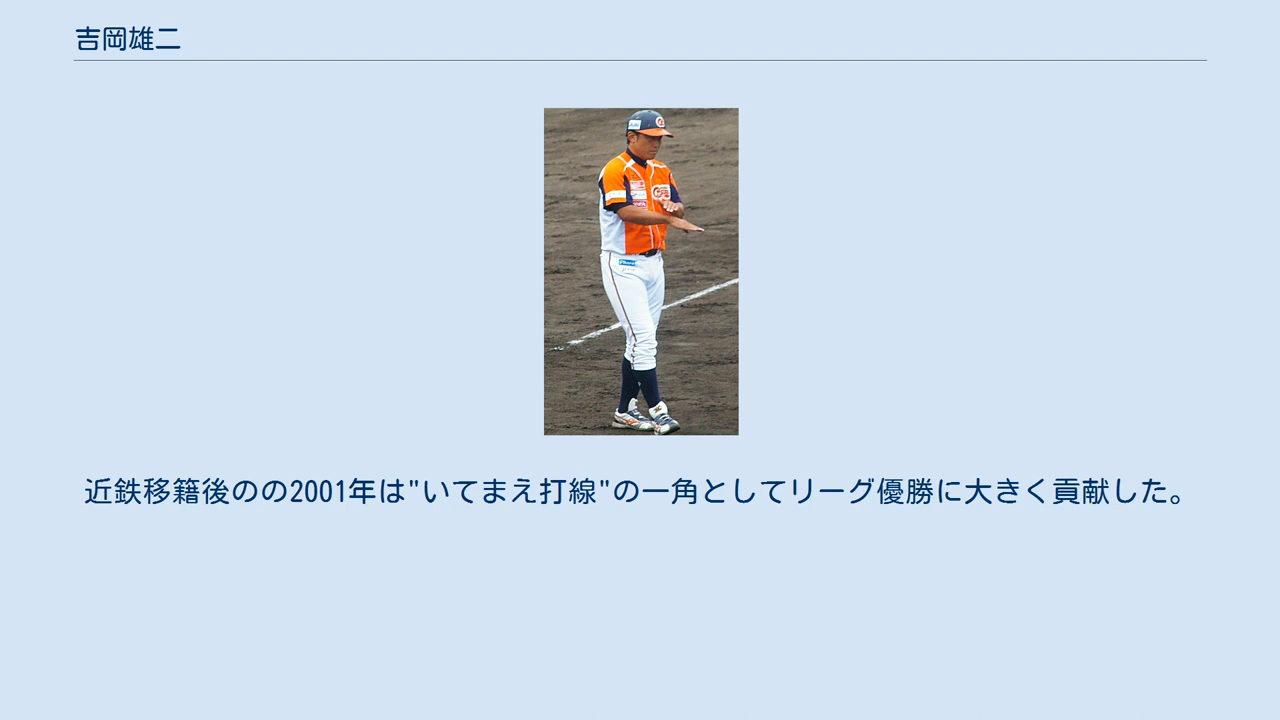 吉岡雄二
近鉄移籍後のの2001年は"いてまえ打線"の一角としてリーグ優勝に大きく貢献した。